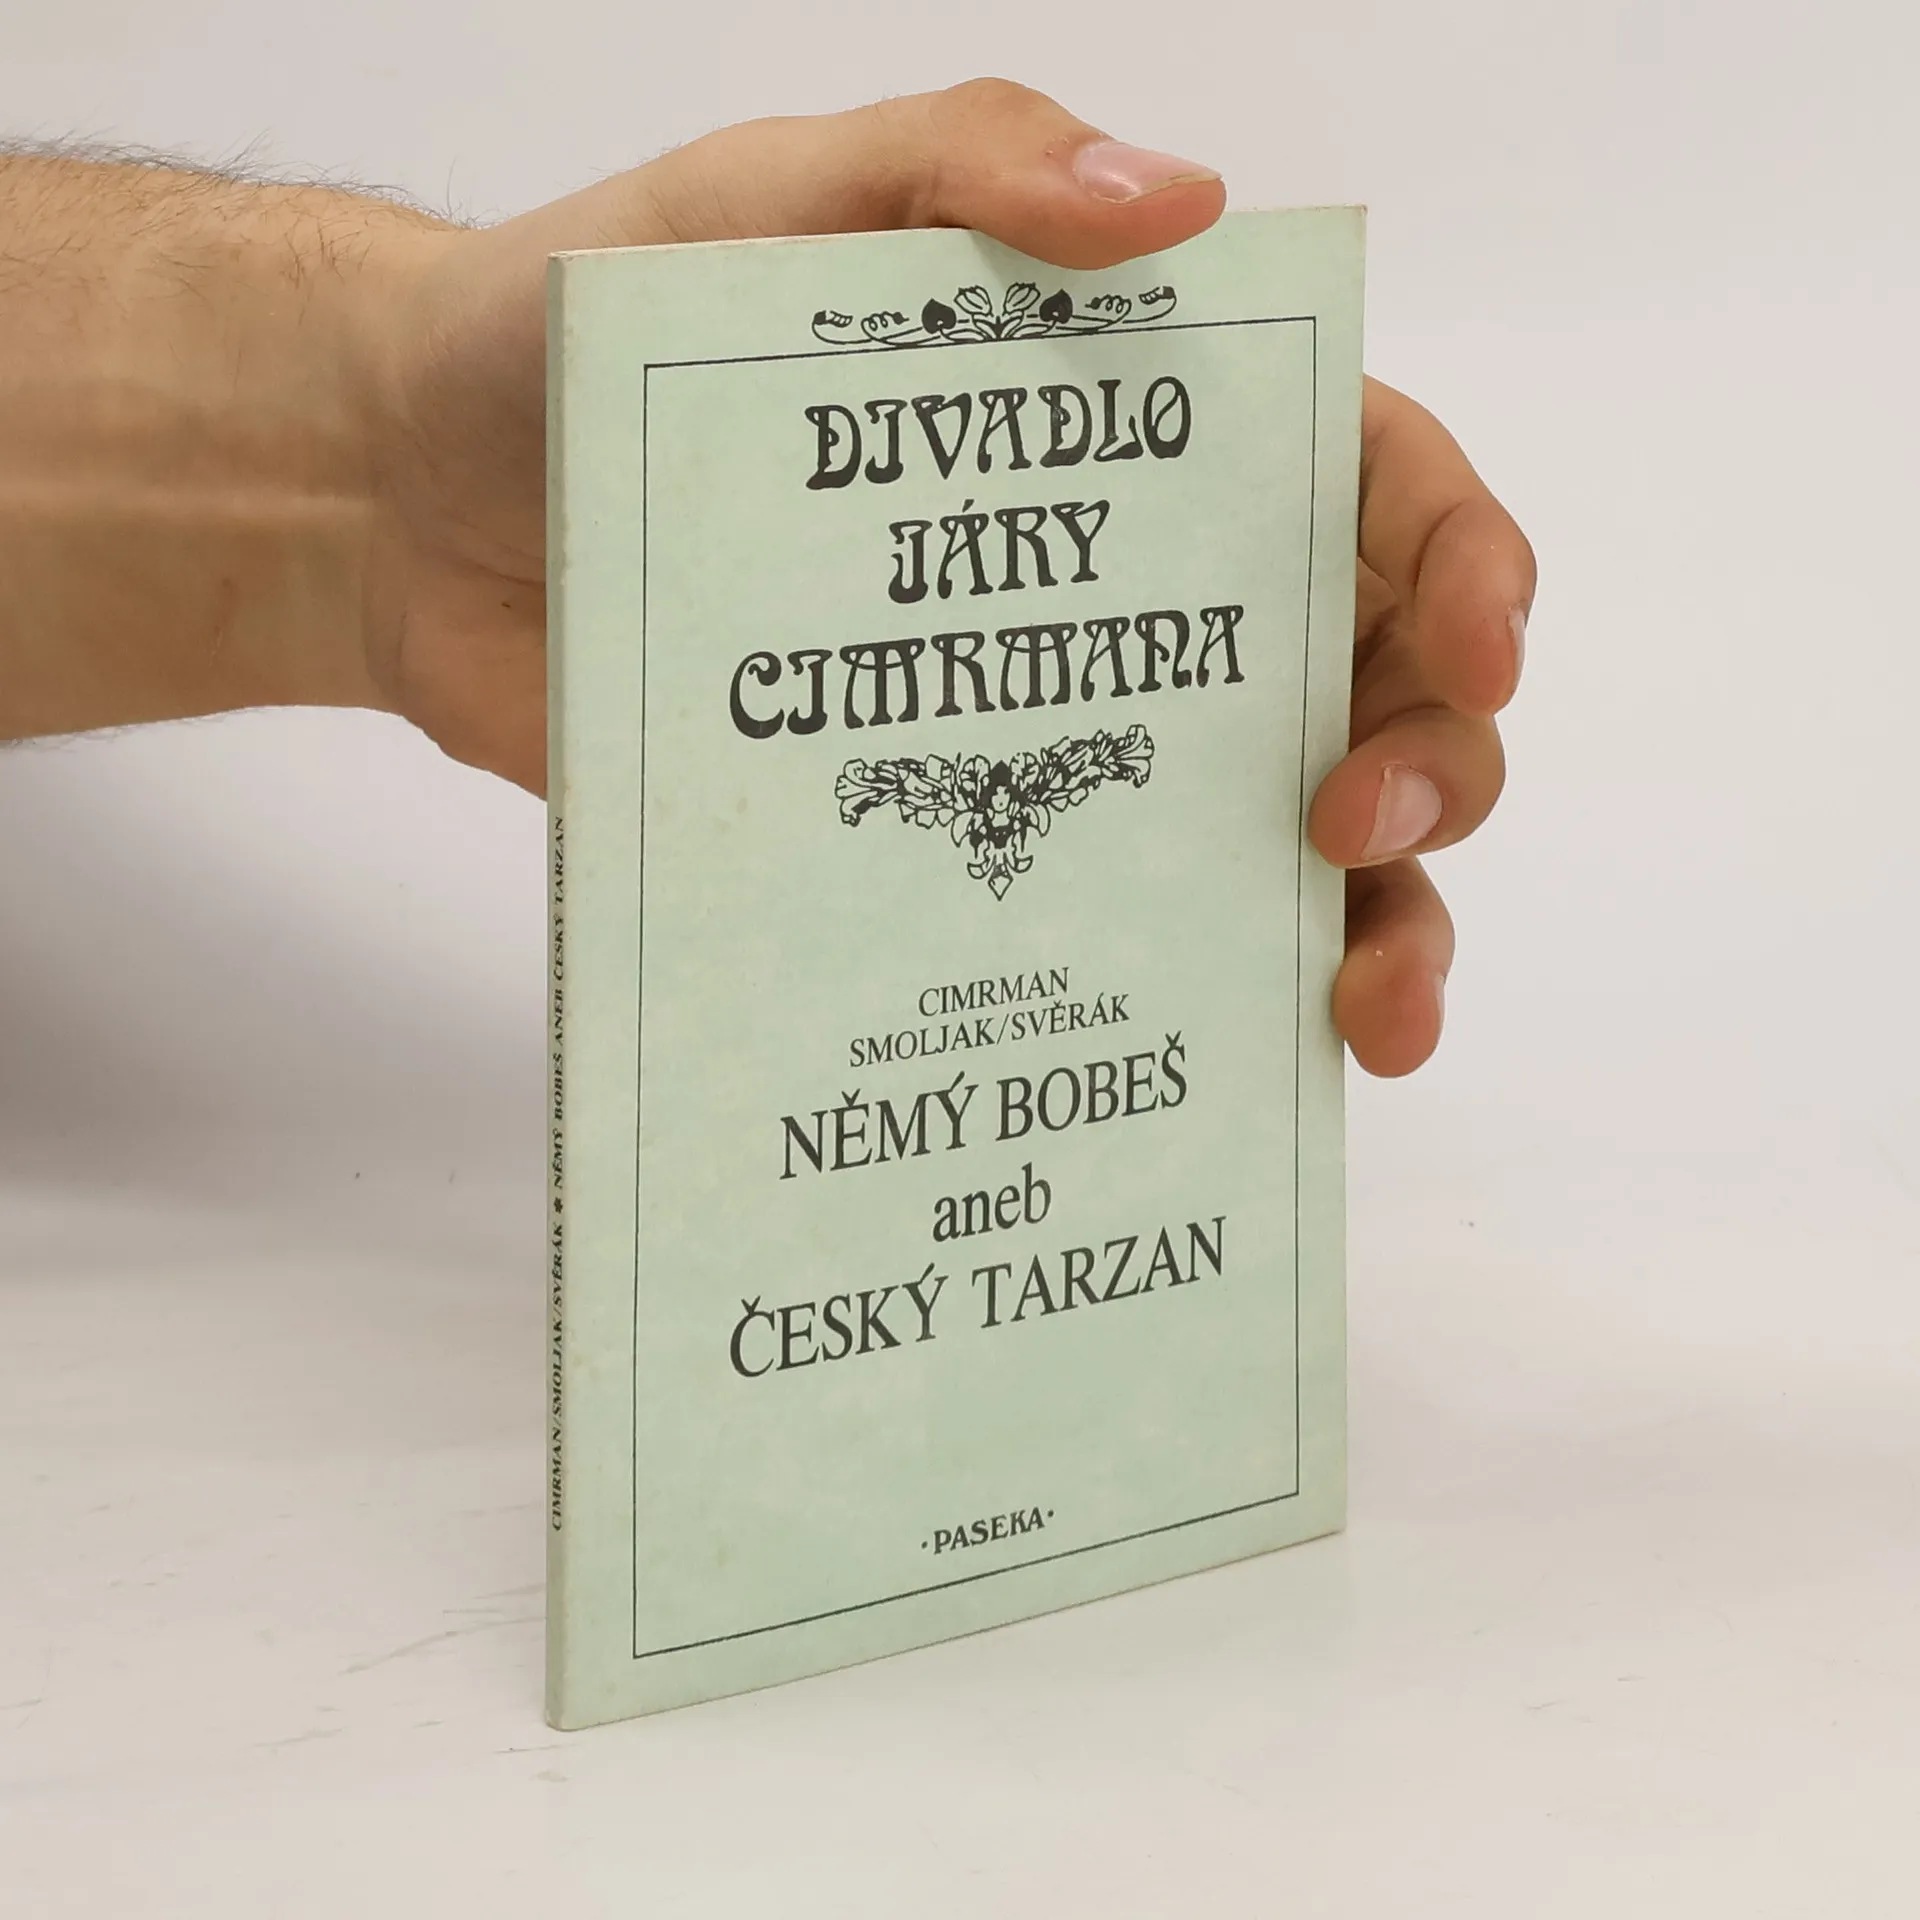 DIVADLO
JÁRY
CIMRMANA
CIMRMAN
SMOLJAK/SVĚRÁK
NĚMÝ BOBEŠ
aneb
ČESKÝ TARZAN
·PASEKA·
CIMRMAN/SMOLJAK/SVĚRÁK * NĚMÝ BOBEŠ ANEB ČESKÝ TARZAN